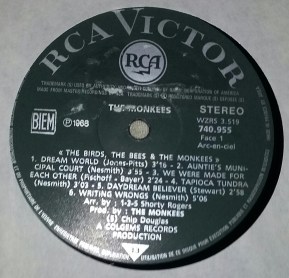 RCA VICTOR
RCA
THE MONKEES
STEREO
WZRS 3.519
740.955
Face 1
Arc-en-ciel
BIEM
℗ 1968
« THE BIRDS, THE BEES & THE MONKEES »
1. DREAM WORLD (Jones-Pitts) 3'16 - 2. AUNTIE'S MUNI-
CIPAL COURT (Nesmith) - 3'55 - 3. WE WERE MADE FOR
EACH OTHER (Fischoff - Bayer) 2'24 - 4. TAPIOCA TUNDRA
(Nesmith) 3'03 - 5. DAYDREAM BELIEVER (Stewart) 2'58
6. WRITING WRONGS (Nesmith) - 5'06
Arr. by : 1-3-5 Shorty Rogers
Prod. by : THE MONKEES
(5) Chip Douglas
A COLGEMS RECORDS
PRODUCTION